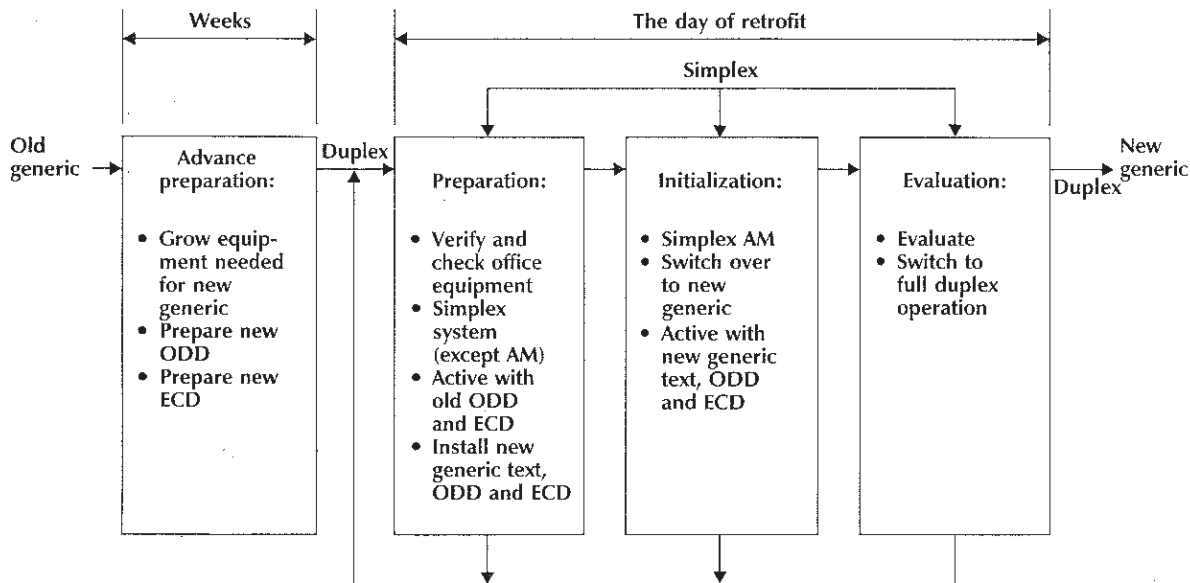 Weeks
The day of retrofit
Simplex
Old
generic
Advance
preparation:
• Grow equip-
ment needed
for new
generic
• Prepare new
ODD
• Prepare new
ECD
Duplex
Preparation:
• Verify and
check office
equipment
• Simplex
system
(except AM)
• Active with
old ODD
and ECD
• Install new
generic text,
ODD and ECD
Initialization:
• Simplex AM
• Switch over
to new
generic
• Active with
new generic
text, ODD
and ECD
Evaluation:
• Evaluate
• Switch to
full duplex
operation
New
generic
Duplex